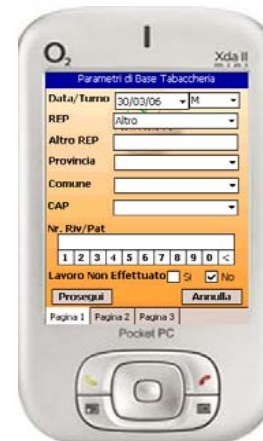 O2
Xda II
mini
Parametri di Base Tabaccheria
Data/Turno 30/03/06 M
REP Altro
Altro REP
Provincia
Comune
CAP
Nr. Riv/Pat
1 2 3 4 5 6 7 8 9 0 <
Lavoro Non Effettuato Si No
Prosegui Annulla
Pagina 1 Pagina 2 Pagina 3
Pocket PC